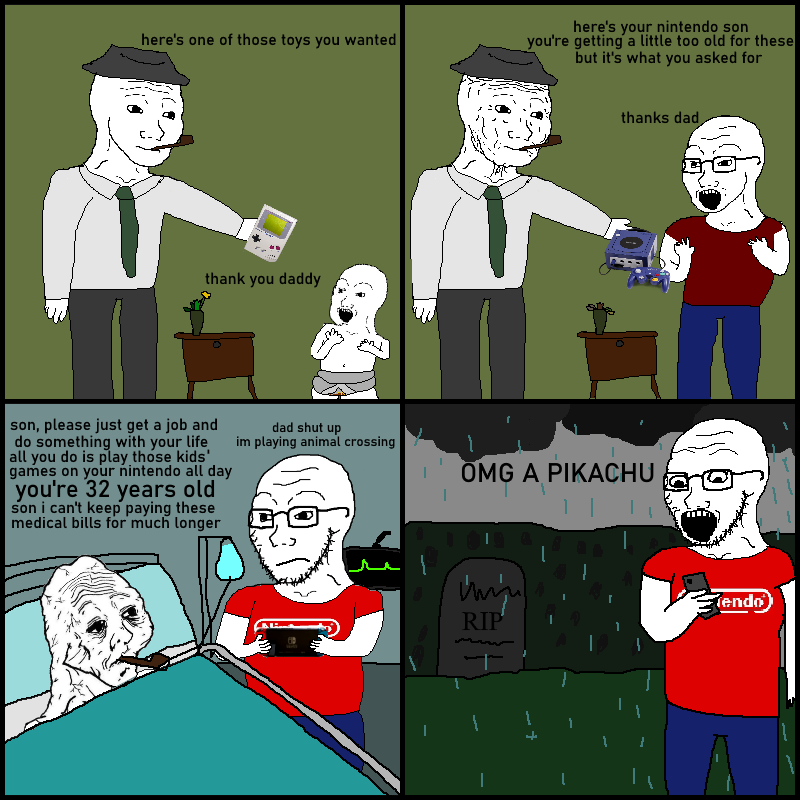 here's one of those toys you wanted
thank you daddy
here's your nintendo son
you're getting a little too old for these
but it's what you asked for
thanks dad
son, please just get a job and
do something with your life
all you do is play those kids'
games on your nintendo all day
you're 32 years old
son i can't keep paying these
medical bills for much longer
dad shut up
im playing animal crossing
Nintendo
OMG A PIKACHU
RIP
tendo